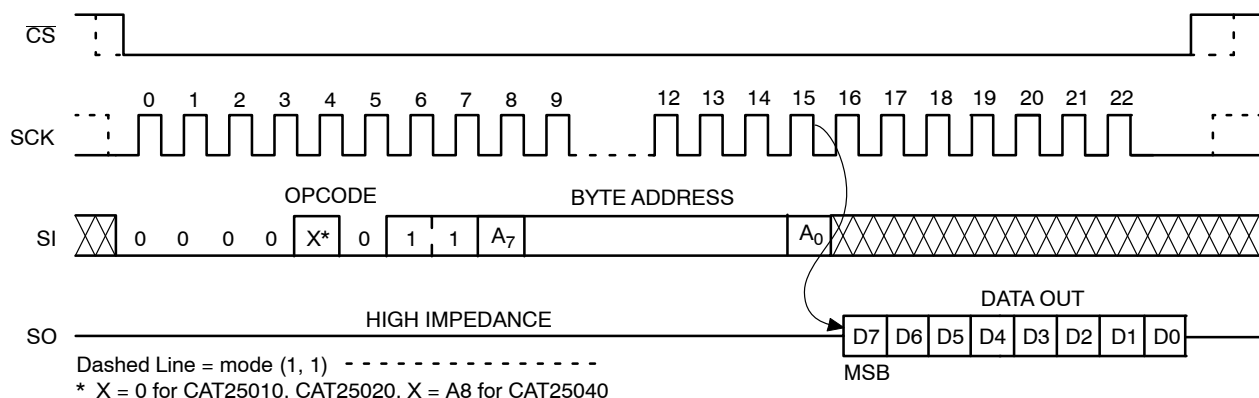 CS
0 1 2 3 4 5 6 7 8 9 12 13 14 15 16 17 18 19 20 21 22
SCK
OPCODE BYTE ADDRESS
SI 0 0 0 0 X* 0 1 1 A7 A0
DATA OUT
HIGH IMPEDANCE
SO D7 D6 D5 D4 D3 D2 D1 D0
Dashed Line = mode (1, 1)
MSB
* X = 0 for CAT25010, CAT25020. X = A8 for CAT25040